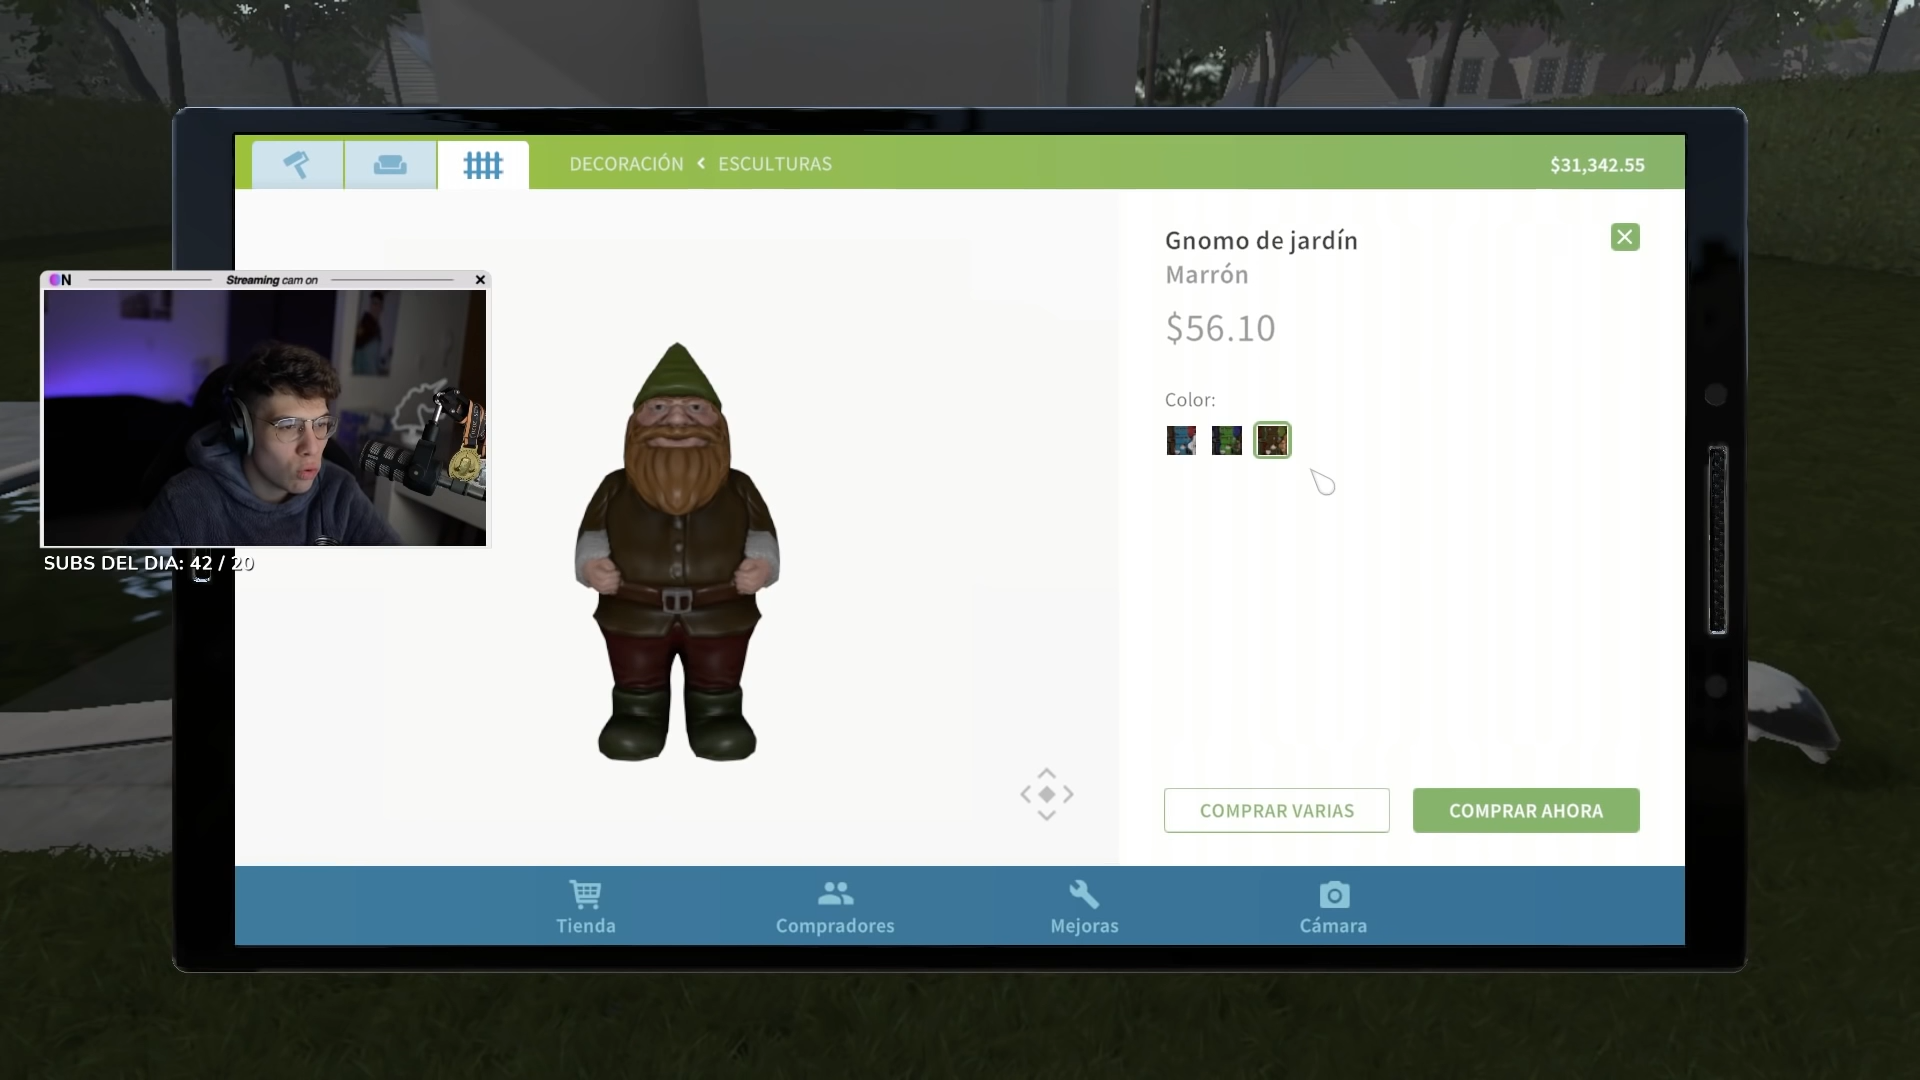 DECORACIÓN < ESCULTURAS
$31,342.55
Gnomo de jardín
Marrón
$56.10
Color:
ON
Streaming cam on
SUBS DEL DIA: 42 / 20
COMPRAR VARIAS
COMPRAR AHORA
Tienda
Compradores
Mejoras
Cámara